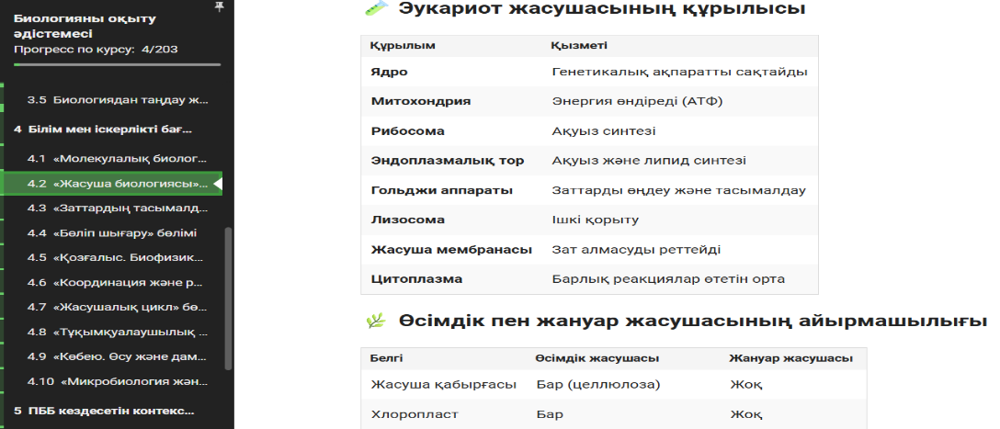 Биологияны оқыту
әдістемесі
Прогресс по курсу: 4/203
3.5 Биологиядан таңдау ж...
4 Білім мен іскерлікті бағ...
4.1 «Молекулалық биолог...
4.2 «Жасуша биологиясы»...
4.3 «Заттардың тасымалд...
4.4 «Бөліп шығару» бөлімі
4.5 «Қозғалыс. Биофизик...
4.6 «Координация және р...
4.7 «Жасушалық цикл» бө...
4.8 «Тұқымқуалаушылық ...
4.9 «Көбею. Өсу және дам...
4.10 «Микробиология жән...
5 ПББ кездесетін контекс...
Эукариот жасушасының құрылысы
Құрылым Қызметі
Ядро Генетикалық ақпаратты сақтайды
Митохондрия Энергия өндіреді (АТФ)
Рибосома Ақуыз синтезі
Эндоплазмалық тор Ақуыз және липид синтезі
Гольджи аппараты Заттарды өңдеу және тасымалдау
Лизосома Ішкі қорыту
Жасуша мембранасы Зат алмасуды реттейді
Цитоплазма Барлық реакциялар өтетін орта
Өсімдік пен жануар жасушасының айырмашылығы
Белгі Өсімдік жасушасы Жануар жасушасы
Жасуша қабырғасы Бар (целлюлоза) Жоқ
Хлоропласт Бар Жоқ